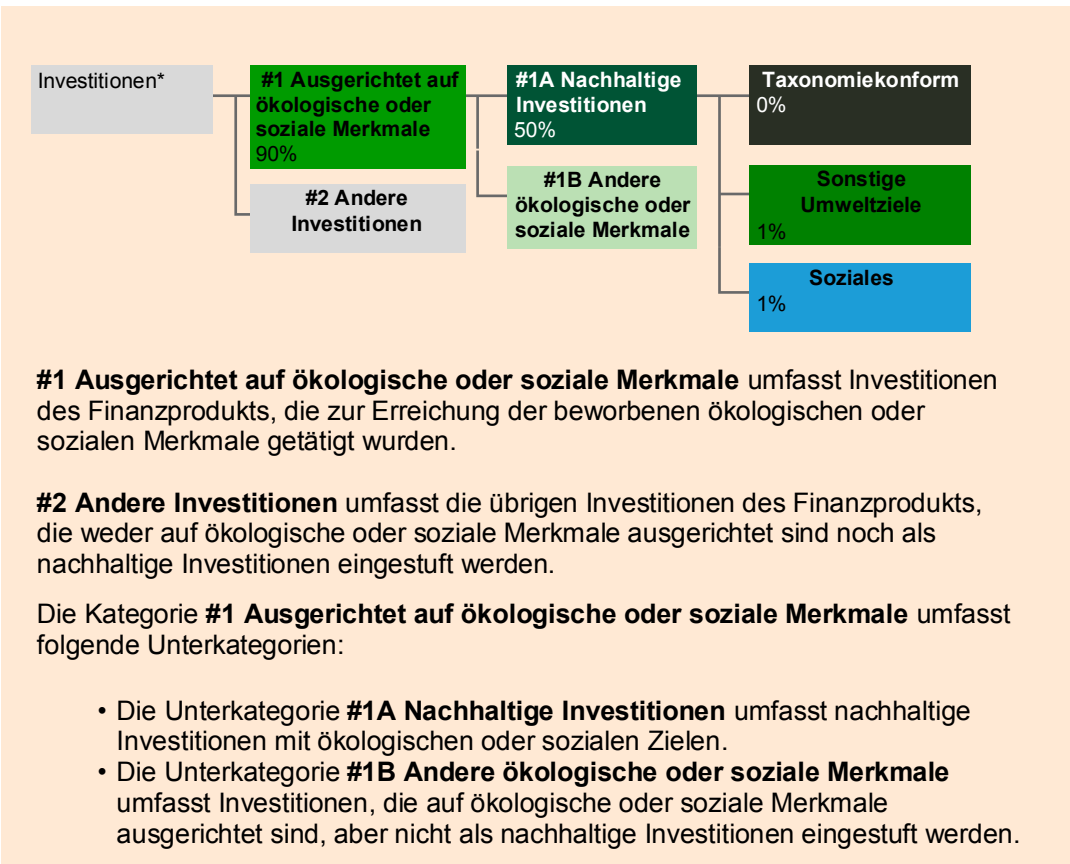 Investitionen*
#1 Ausgerichtet auf
ökologische oder
soziale Merkmale
90%
#2 Andere
Investitionen
#1A Nachhaltige
Investitionen
50%
#1B Andere
ökologische oder
soziale Merkmale
Taxonomiekonform
0%
Sonstige
Umweltziele
1%
Soziales
1%
#1 Ausgerichtet auf ökologische oder soziale Merkmale umfasst Investitionen
des Finanzprodukts, die zur Erreichung der beworbenen ökologischen oder
sozialen Merkmale getätigt wurden.
#2 Andere Investitionen umfasst die übrigen Investitionen des Finanzprodukts,
die weder auf ökologische oder soziale Merkmale ausgerichtet sind noch als
nachhaltige Investitionen eingestuft werden.
Die Kategorie #1 Ausgerichtet auf ökologische oder soziale Merkmale umfasst
folgende Unterkategorien:
• Die Unterkategorie #1A Nachhaltige Investitionen umfasst nachhaltige
Investitionen mit ökologischen oder sozialen Zielen.
• Die Unterkategorie #1B Andere ökologische oder soziale Merkmale
umfasst Investitionen, die auf ökologische oder soziale Merkmale
ausgerichtet sind, aber nicht als nachhaltige Investitionen eingestuft werden.